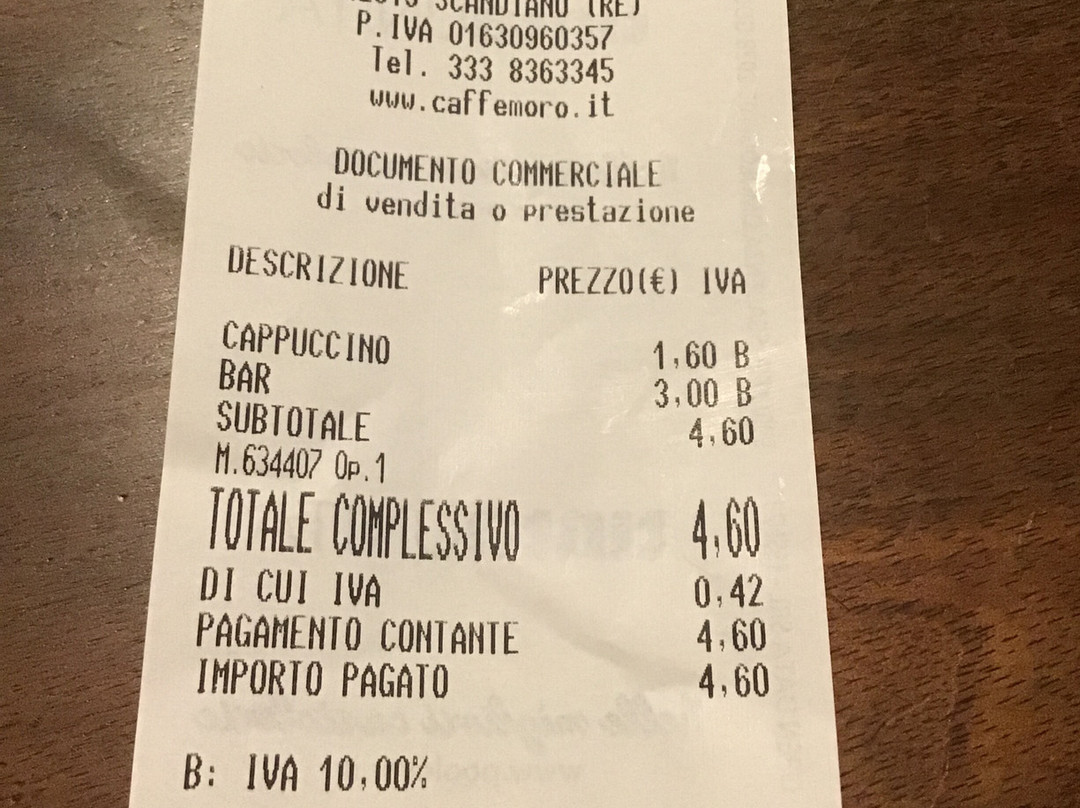 SCANDIANO (RE)
P.IVA 01630960357
Tel. 333 8363345
www.caffemoro.it
DOCUMENTO COMMERCIALE
di vendita o prestazione
DESCRIZIONE PREZZO(€) IVA
CAPPUCCINO 1,60 B
BAR 3,00 B
SUBTOTALE 4,60
M.634407 Op.1
TOTALE COMPLESSIVO 4,60
DI CUI IVA 0,42
PAGAMENTO CONTANTE 4,60
IMPORTO PAGATO 4,60
B: IVA 10,00%